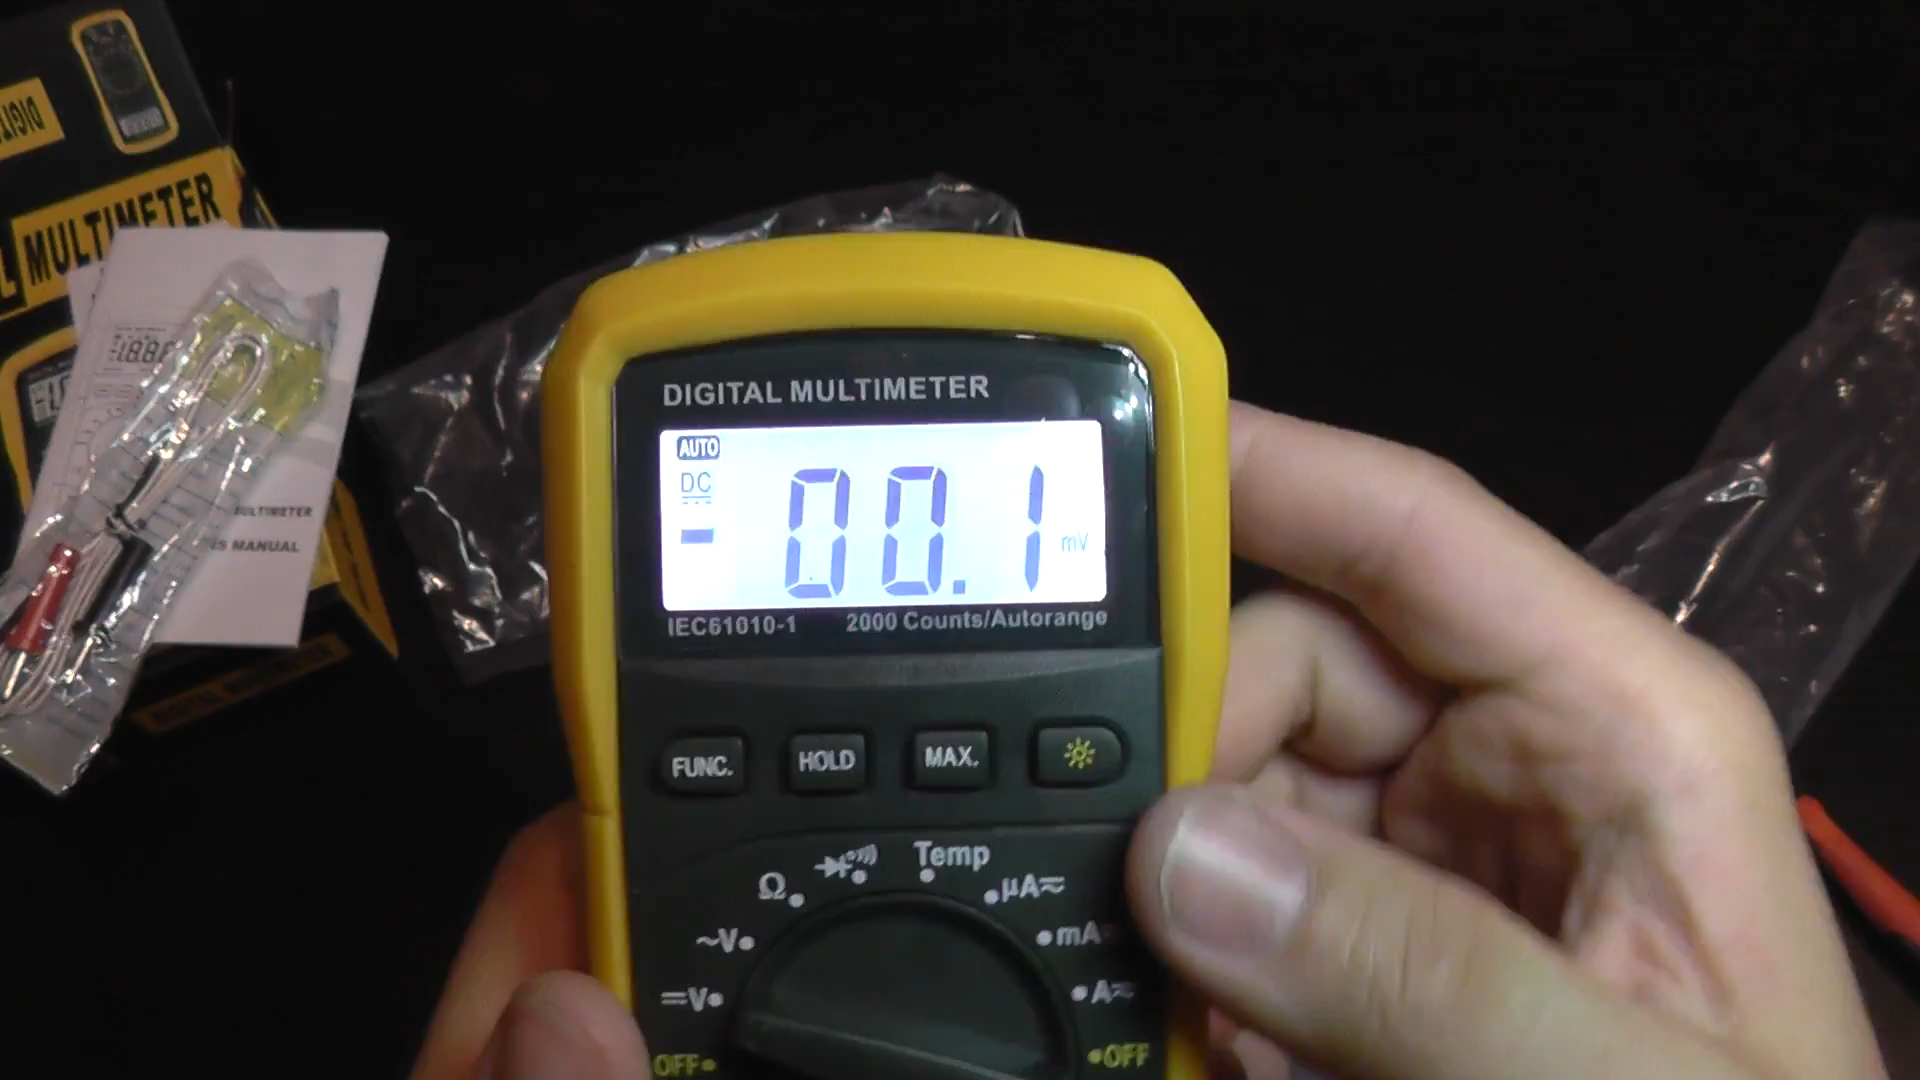 MULTIMETER
MULTIMETER
MANUAL
DIGITAL MULTIMETER
AUTO
DC
- 00.1 mV
IEC61010-1 2000 Counts/Autorange
FUNC. HOLD MAX.
Temp
Ω
µA
~V
mA
V
A
OFF
OFF